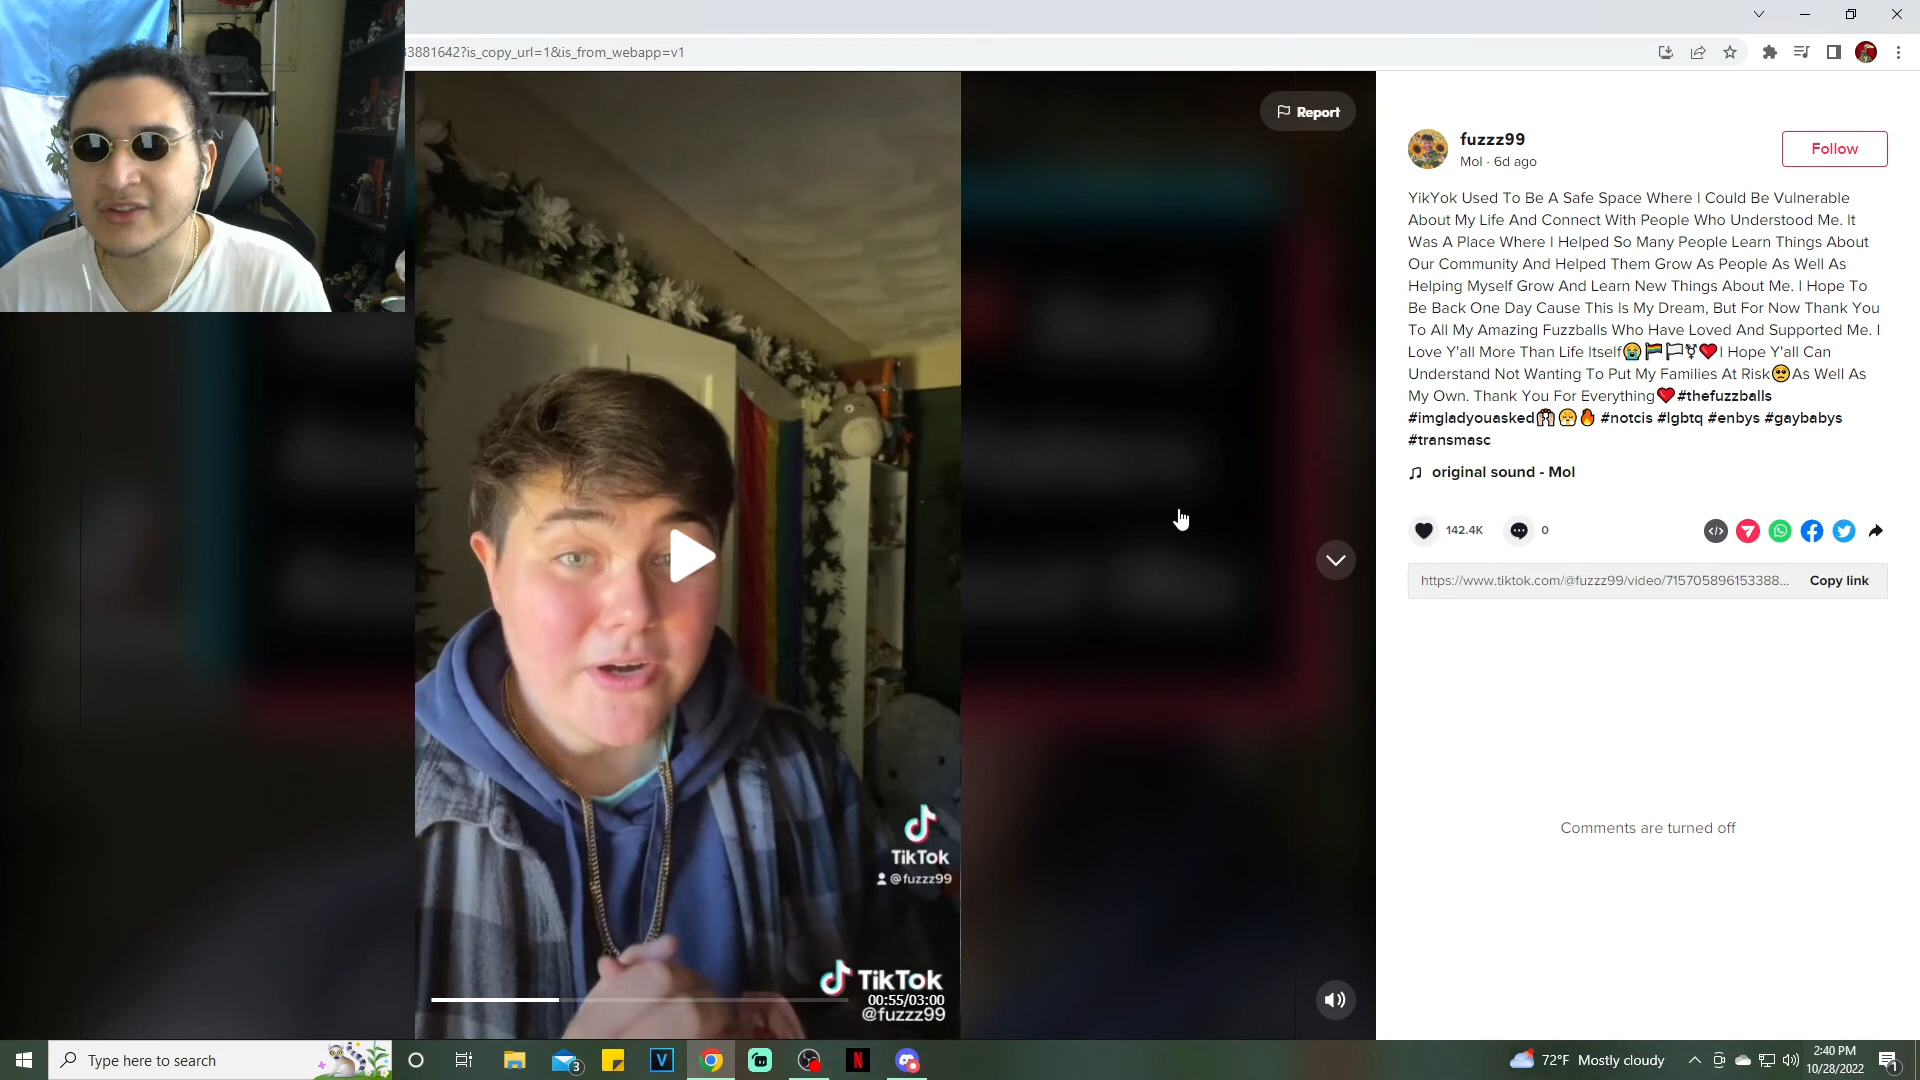 33881642?is_copy_url=1&is_from_webapp=v1
Report
fuzzz99
Mol · 6d ago
Follow
YikYok Used To Be A Safe Space Where I Could Be Vulnerable
About My Life And Connect With People Who Understood Me. It
Was A Place Where I Helped So Many People Learn Things About
Our Community And Helped Them Grow As People As Well As
Helping Myself Grow And Learn New Things About Me. I Hope To
Be Back One Day Cause This Is My Dream, But For Now Thank You
To All My Amazing Fuzzballs Who Have Loved And Supported Me. I
Love Y'all More Than Life Itself😭🏳️‍🌈🏳️⚧❤️I Hope Y'all Can
Understand Not Wanting To Put My Families At Risk🥺As Well As
My Own. Thank You For Everything❤️#thefuzzballs
#imgladyouasked🙌😮‍💨🔥 #notcis #lgbtq #enbys #gaybabys
#transmasc
original sound - Mol
142.4K
0
https://www.tiktok.com/@fuzzz99/video/715705896153388...
Copy link
Comments are turned off
TikTok
@fuzzz99
TikTok
00:55/03:00
@fuzzz99
Type here to search
3
72°F Mostly cloudy
2:40 PM
10/28/2022
1